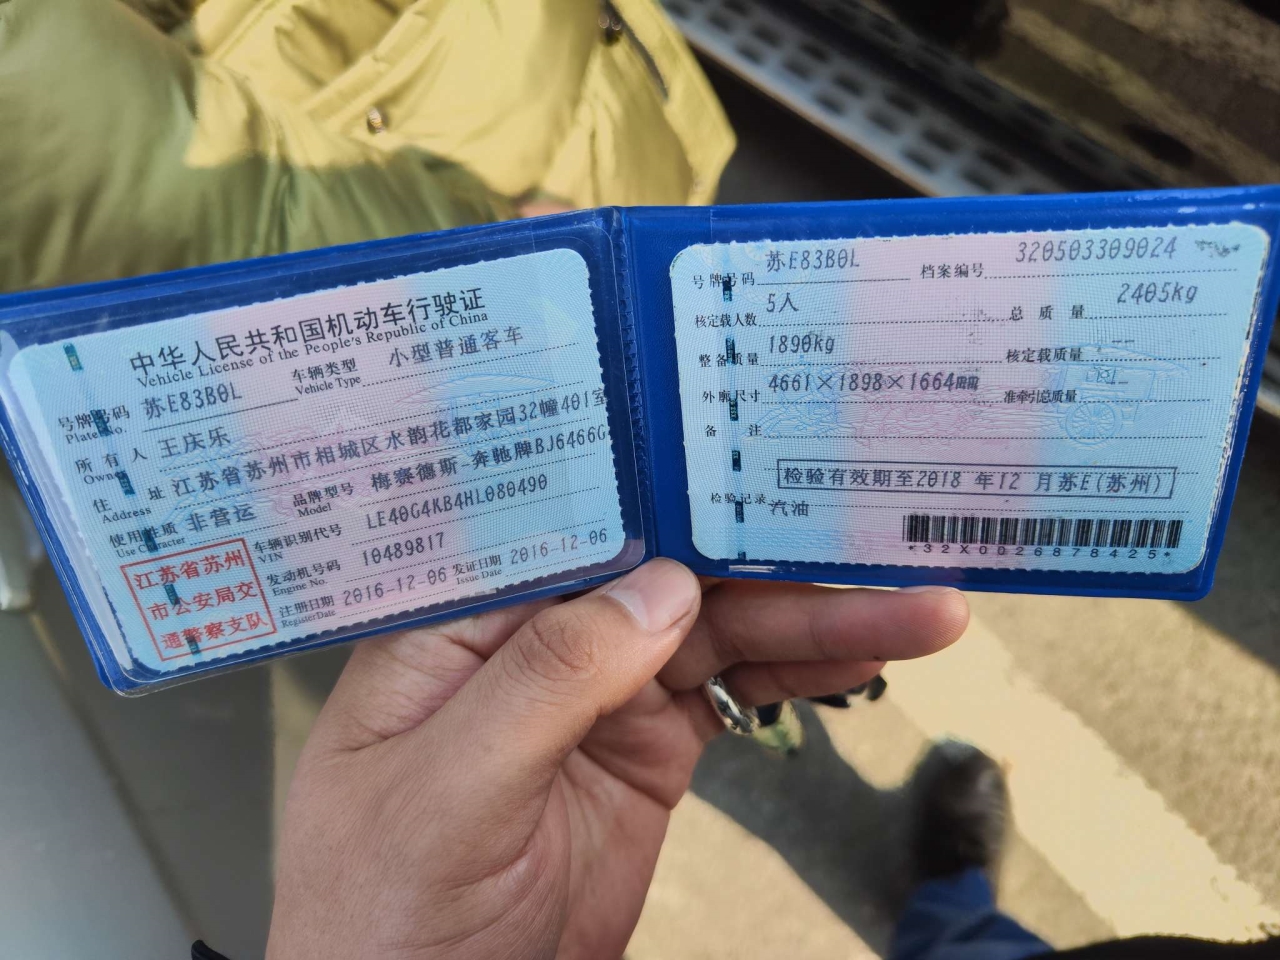 中华人民共和国机动车行驶证
Vehicle License of the People's Republic of China
号牌号码 苏E83B0L 车辆类型 小型普通客车
Plate No. Vehicle Type
所有人 王庆乐
Owner
住址 江苏省苏州市相城区水韵花都家园32幢401室
Address
使用性质 非营运 品牌型号 梅赛德斯-奔驰牌BJ6466G
Use Character Model
车辆识别代号 LE40G4KB4HL080490
VIN
发动机号码 10489817
Engine No.
注册日期 2016-12-06 发证日期 2016-12-06
Register Date Issue Date
江苏省苏州
市公安局交
通警察支队
号牌号码 苏E83B0L 档案编号 320503309024
核定载人数 5人 总质量 2405kg
整备质量 1890kg 核定载质量 --
外廓尺寸 4661×1898×1664mm 准牵引总质量
备注
检验有效期至2018 年12 月苏E(苏州)
检验记录
汽油
*32X0026878425*